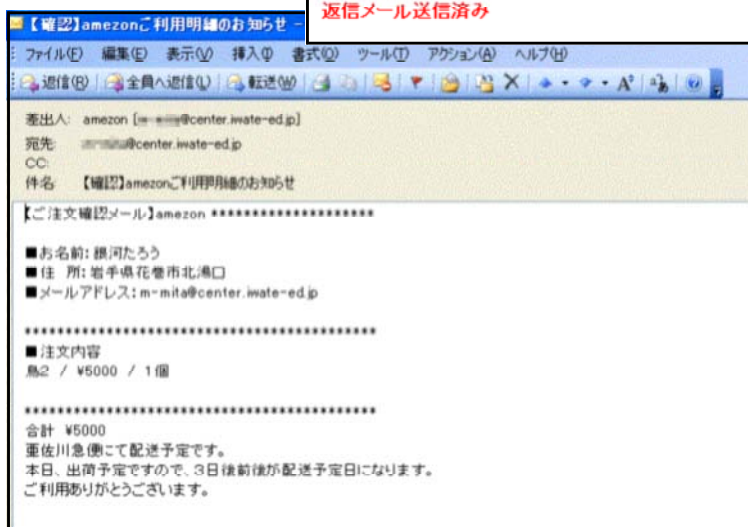 返信メール送信済み
【確認】amezonご利用明細のお知らせ -
ファイル(F) 編集(E) 表示(V) 挿入(I) 書式(O) ツール(T) アクション(A) ヘルプ(H)
返信(R) 全員へ返信(L) 転送(W)
差出人: amezon [@center.iwate-ed.jp]
宛先: @center.iwate-ed.jp
CC:
件名: 【確認】amezonご利用明細のお知らせ
【ご注文確認メール】amezon *********************
■お名前: 銀河たろう
■住 所: 岩手県花巻市北湯口
■メールアドレス: m-mita@center.iwate-ed.jp
*********************************************
■注文内容
鳥2 / ¥5000 / 1個
*********************************************
合計 ¥5000
亜佐川急便にて配送予定です。
本日、出荷予定ですので、3日後前後が配送予定日になります。
ご利用ありがとうございます。